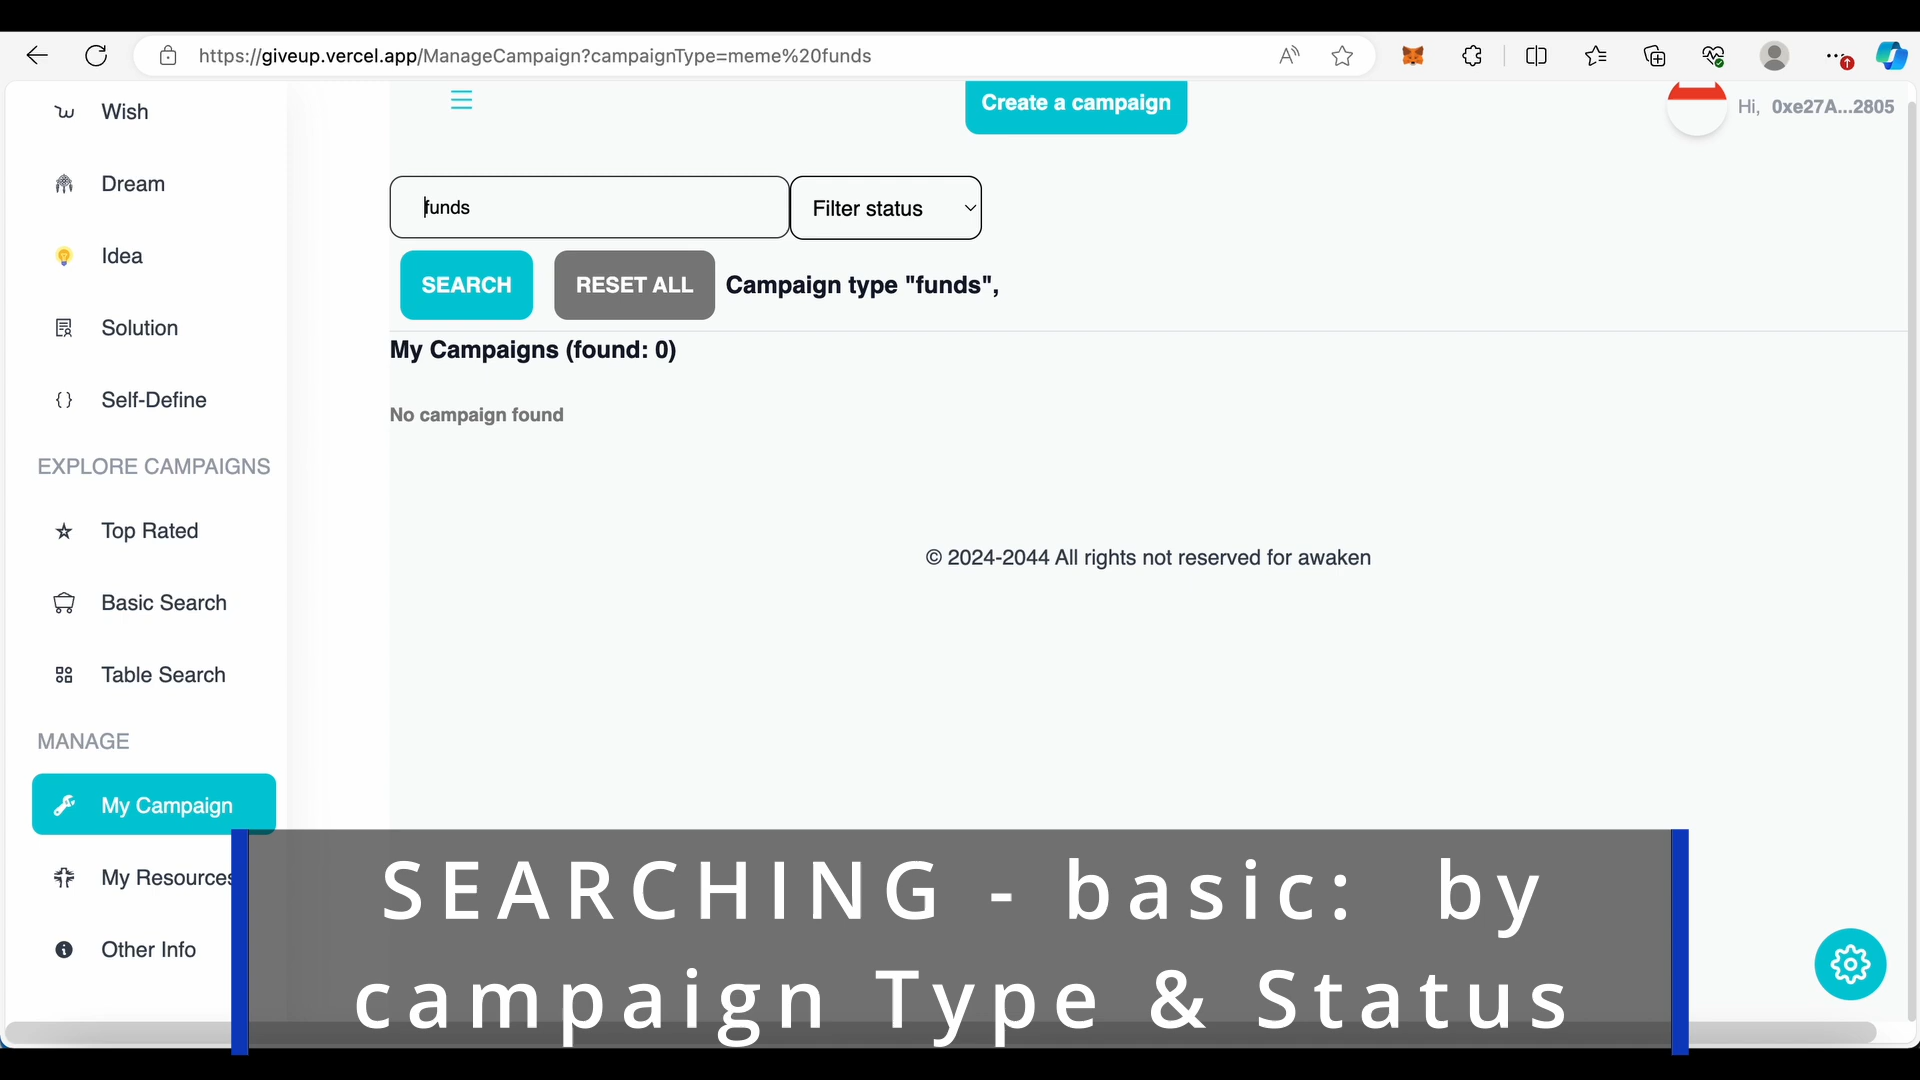 https://giveup.vercel.app/ManageCampaign?campaignType=meme%20funds
Wish
Create a campaign
Hi, 0xe27A...2805
Dream
funds
Filter status
Idea
SEARCH
RESET ALL
Campaign type "funds",
Solution
My Campaigns (found: 0)
Self-Define
No campaign found
EXPLORE CAMPAIGNS
Top Rated
© 2024-2044 All rights not reserved for awaken
Basic Search
Table Search
MANAGE
My Campaign
My Resources
Other Info
SEARCHING - basic: by
campaign Type & Status